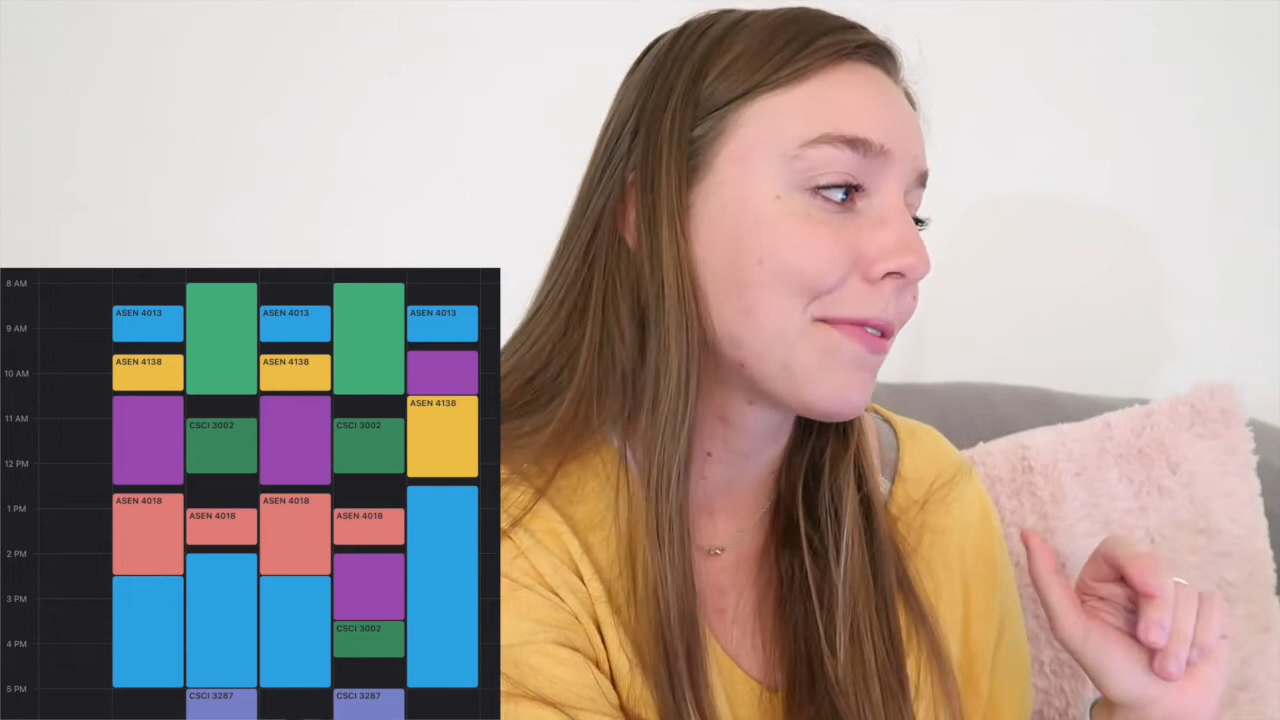 8 AM
ASEN 4013
ASEN 4013
ASEN 4013
9 AM
ASEN 4138
ASEN 4138
10 AM
ASEN 4138
11 AM
CSCI 3002
CSCI 3002
12 PM
ASEN 4018
ASEN 4018
1 PM
ASEN 4018
ASEN 4018
2 PM
3 PM
CSCI 3002
4 PM
5 PM
CSCI 3287
CSCI 3287